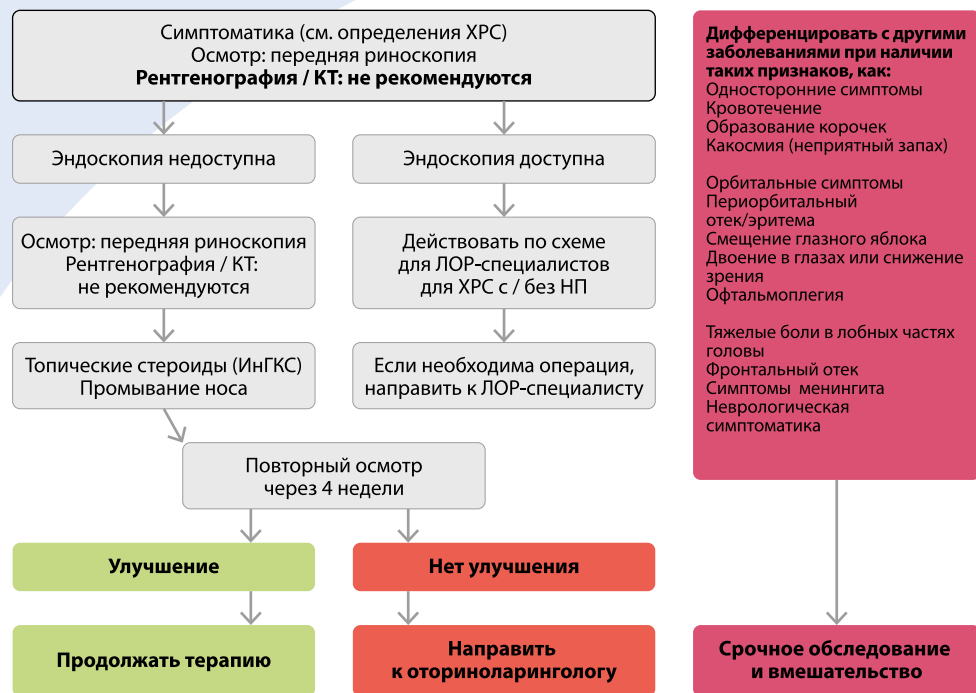 Симптоматика (см. определения ХРС)
Осмотр: передняя риноскопия
Рентгенография / КТ: не рекомендуются
Эндоскопия недоступна
Эндоскопия доступна
Осмотр: передняя риноскопия
Рентгенография / КТ:
не рекомендуются
Действовать по схеме
для ЛОР-специалистов
для ХРС с / без НП
Топические стероиды (ИнГКС)
Промывание носа
Если необходима операция,
направить к ЛОР-специалисту
Повторный осмотр
через 4 недели
Улучшение
Нет улучшения
Продолжать терапию
Направить
к оториноларингологу
Дифференцировать с другими
заболеваниями при наличии
таких признаков, как:
Односторонние симптомы
Кровотечение
Образование корочек
Какосмия (неприятный запах)
Орбитальные симптомы
Периорбитальный
отек/эритема
Смещение глазного яблока
Двоение в глазах или снижение
зрения
Офтальмоплегия
Тяжелые боли в лобных частях
головы
Фронтальный отек
Симптомы менингита
Неврологическая
симптоматика
Срочное обследование
и вмешательство